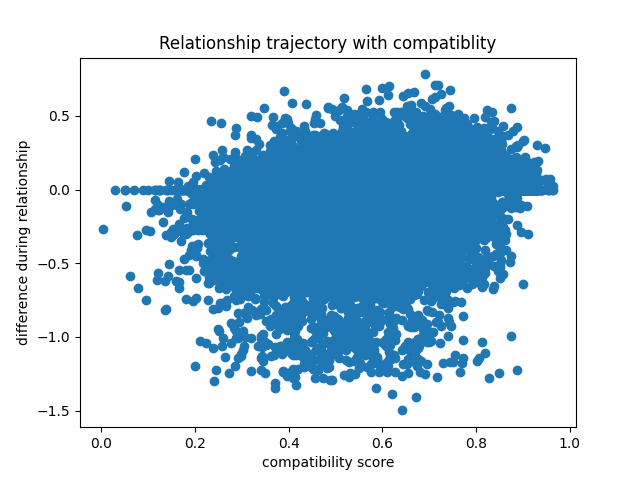 Relationship trajectory with compatiblity
difference during relationship
0.5
0.0
−0.5
−1.0
−1.5
0.0 0.2 0.4 0.6 0.8 1.0
compatibility score